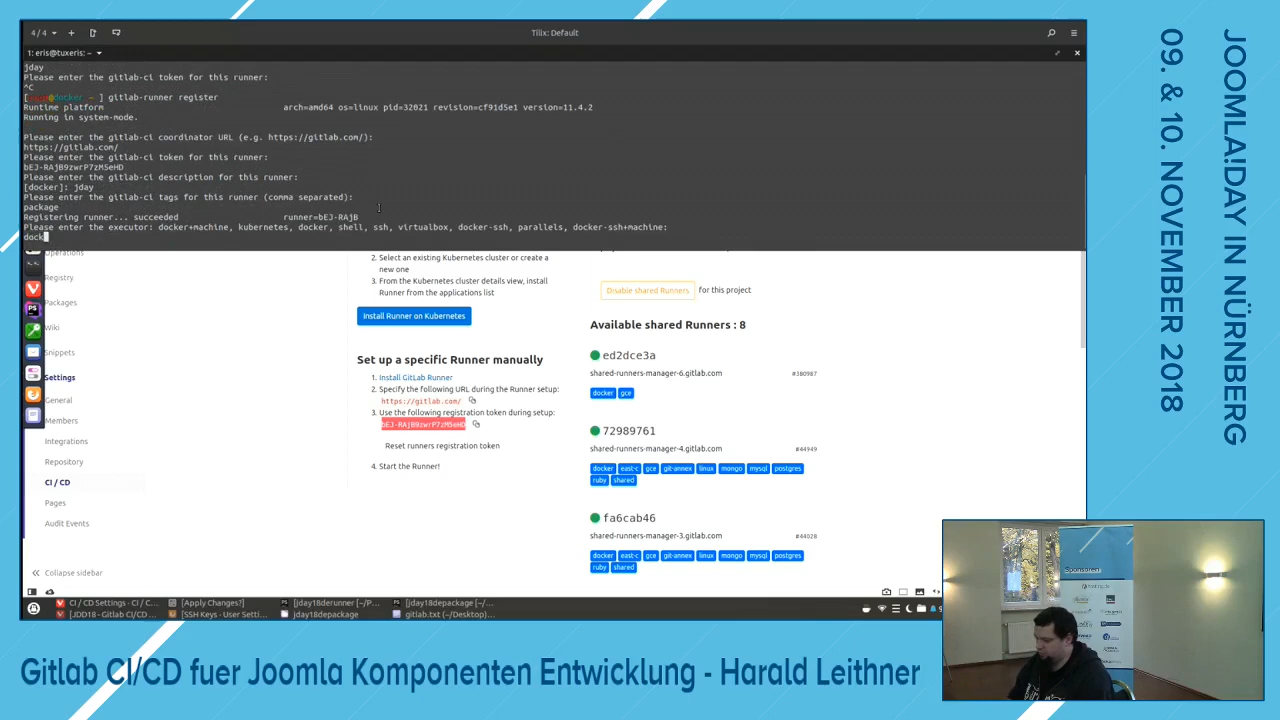 4/4
Tilix: Default
1: eris@tuxeris: ~
jday
Please enter the gitlab-ci token for this runner:
^C
docker ~ ] gitlab-runner register
Runtime platform arch=amd64 os=linux pid=32021 revision=cf91d5e1 version=11.4.2
Running in system-mode.
Please enter the gitlab-ci coordinator URL (e.g. https://gitlab.com/):
https://gitlab.com/
Please enter the gitlab-ci token for this runner:
bEJ-RAjB9zwrP7zM5eHD
Please enter the gitlab-ci description for this runner:
[docker]: jday
Please enter the gitlab-ci tags for this runner (comma separated):
package
Registering runner... succeeded runner=bEJ-RAjB
Please enter the executor: docker+machine, kubernetes, docker, shell, ssh, virtualbox, docker-ssh, parallels, docker-ssh+machine:
dock
Operations
Registry
Packages
Wiki
Snippets
Settings
General
Members
Integrations
Repository
CI / CD
Pages
Audit Events
Collapse sidebar
2. Select an existing Kubernetes cluster or create a
new one
3. From the Kubernetes cluster details view, install
Runner from the applications list
Install Runner on Kubernetes
Set up a specific Runner manually
1. Install GitLab Runner
2. Specify the following URL during the Runner setup:
https://gitlab.com/
3. Use the following registration token during setup:
bEJ-RAjB9zwrP7zM5eHD
Reset runners registration token
4. Start the Runner!
Disable shared Runners for this project
Available shared Runners : 8
ed2dce3a
shared-runners-manager-6.gitlab.com #380987
docker gce
72989761
shared-runners-manager-4.gitlab.com #44949
docker east-c gce git-annex linux mongo mysql postgres
ruby shared
fa6cab46
shared-runners-manager-3.gitlab.com #44028
docker east-c gce git-annex linux mongo mysql postgres
ruby shared
CI / CD Settings · CI / C... [Apply Changes?] [jday18derunner [~/P... [jday18depackage [~/...
[JDD18 - Gitlab CI/CD ... [SSH Keys · User Setti... jday18depackage gitlab.txt (~/Desktop)...
Sponsoren
JOOMLA!DAY IN NÜRNBERG
09. & 10. NOVEMBER 2018
Gitlab CI/CD fuer Joomla Komponenten Entwicklung - Harald Leithner